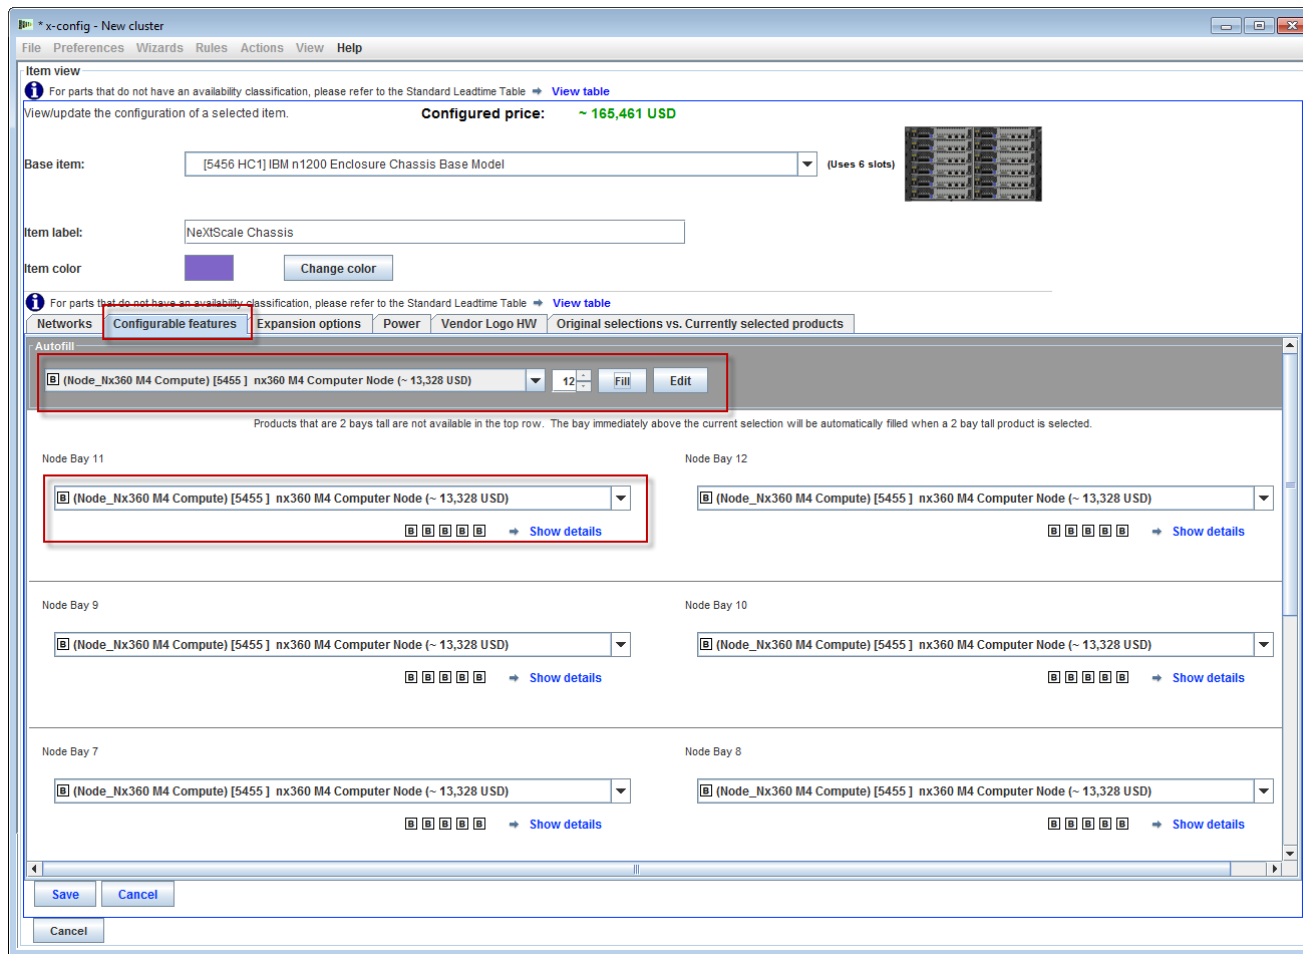 * x-config - New cluster
File Preferences Wizards Rules Actions View Help
Item view
For parts that do not have an availability classification, please refer to the Standard Leadtime Table View table
View/update the configuration of a selected item. Configured price: ~ 165,461 USD
Base item: [5456 HC1] IBM n1200 Enclosure Chassis Base Model (Uses 6 slots)
Item label: NeXtScale Chassis
Item color Change color
For parts that do not have an availability classification, please refer to the Standard Leadtime Table View table
Networks Configurable features Expansion options Power Vendor Logo HW Original selections vs. Currently selected products
Autofill
B (Node_Nx360 M4 Compute) [5455 ] nx360 M4 Computer Node (~ 13,328 USD) 12 Fill Edit
Products that are 2 bays tall are not available in the top row. The bay immediately above the current selection will be automatically filled when a 2 bay tall product is selected.
Node Bay 11 Node Bay 12
B (Node_Nx360 M4 Compute) [5455 ] nx360 M4 Computer Node (~ 13,328 USD) B (Node_Nx360 M4 Compute) [5455 ] nx360 M4 Computer Node (~ 13,328 USD)
B B B B B Show details B B B B B Show details
Node Bay 9 Node Bay 10
B (Node_Nx360 M4 Compute) [5455 ] nx360 M4 Computer Node (~ 13,328 USD) B (Node_Nx360 M4 Compute) [5455 ] nx360 M4 Computer Node (~ 13,328 USD)
B B B B B Show details B B B B B Show details
Node Bay 7 Node Bay 8
B (Node_Nx360 M4 Compute) [5455 ] nx360 M4 Computer Node (~ 13,328 USD) B (Node_Nx360 M4 Compute) [5455 ] nx360 M4 Computer Node (~ 13,328 USD)
B B B B B Show details B B B B B Show details
Save Cancel
Cancel